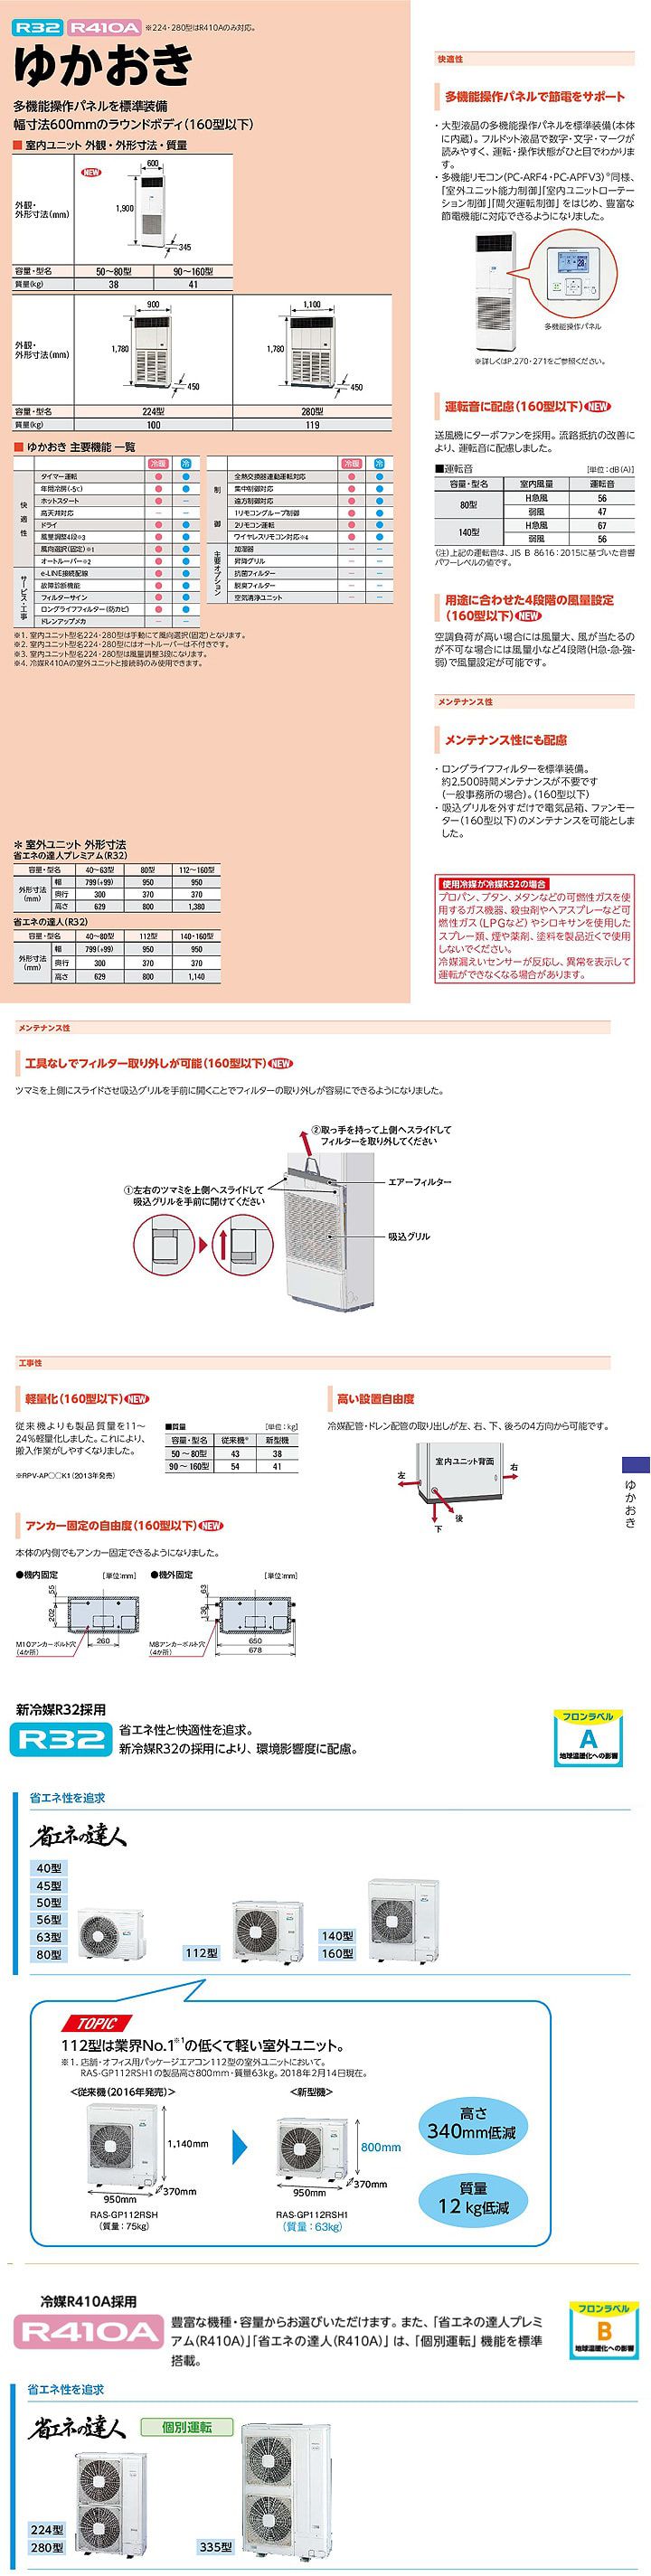 R32 R410A ※224・280型はR410Aのみ対応。
ゆかおき
多機能操作パネルを標準装備
幅寸法600mmのラウンドボディ(160型以下)
■ 室内ユニット 外観・外形寸法・質量
外観・
外形寸法(mm)
NEW
600
1,900
345
容量・型名 50～80型 90～160型
質量(kg) 38 41
外観・
外形寸法(mm)
900
1,780
450
1,100
1,780
450
容量・型名 224型 280型
質量(kg) 100 119
■ ゆかおき 主要機能 一覧
冷暖 冷
快適性
タイマー運転 ● ●
年間冷房(-5℃) ● ●
ホットスタート ● －
高天井対応 － －
ドライ ● ●
風量調整4段※3 ● ●
風向選択(固定)※1 ● ●
オートルーバー※2 ● ●
サービス・工事
e-LINE接続配線 ● ●
故障診断機能 ● ●
フィルターサイン ● ●
ロングライフフィルター(防カビ) ● ●
ドレンアップメカ － －
冷暖 冷
制御
全熱交換器連動運転対応 ● ●
集中制御対応 ● ●
遠方制御対応 ● ●
1リモコングループ制御 ● ●
2リモコン運転 ● ●
ワイヤレスリモコン対応※4 ● ●
主要オプション
加湿器 － －
昇降グリル － －
抗菌フィルター － －
脱臭フィルター － －
空気清浄ユニット － －
※1. 室内ユニット型名224・280型は手動にて風向選択(固定)となります。
※2. 室内ユニット型名224・280型にはオートルーバーは不付きです。
※3. 室内ユニット型名224・280型は風量調整3段になります。
※4. 冷媒R410Aの室外ユニットと接続時のみ使用できます。
＊ 室外ユニット 外形寸法
省エネの達人プレミアム(R32)
容量・型名 40～63型 80型 112～160型
外形寸法
(mm)
幅 799(+99) 950 950
奥行 300 370 370
高さ 629 800 1,380
省エネの達人(R32)
容量・型名 40～80型 112型 140・160型
外形寸法
(mm)
幅 799(+99) 950 950
奥行 300 370 370
高さ 629 800 1,140
快適性
多機能操作パネルで節電をサポート
・大型液晶の多機能操作パネルを標準装備(本体
に内蔵)。フルドット液晶で数字・文字・マークが
読みやすく、運転・操作状態がひと目でわかりま
す。
・多機能リモコン(PC-ARF4・PC-APFV3)※同様、
「室外ユニット能力制御」「室内ユニットローテー
ション制御」「間欠運転制御」をはじめ、豊富な
節電機能に対応できるようになりました。
多機能操作パネル
※詳しくはP.270・271をご参照ください。
運転音に配慮(160型以下) NEW
送風機にターボファンを採用。流路抵抗の改善に
より、運転音に配慮しました。
■運転音 [単位：dB(A)]
容量・型名 室内風量 運転音
80型 H急風 56
弱風 47
140型 H急風 67
弱風 56
(注)上記の運転音は、JIS B 8616：2015に基づいた音響
パワーレベルの値です。
用途に合わせた4段階の風量設定
(160型以下) NEW
空調負荷が高い場合には風量大、風が当たるの
が不可な場合には風量小など4段階(H急-急-強-
弱)で風量設定が可能です。
メンテナンス性
メンテナンス性にも配慮
・ロングライフフィルターを標準装備。
約2,500時間メンテナンスが不要です
(一般事務所の場合)。(160型以下)
・吸込グリルを外すだけで電気品箱、ファンモー
ター(160型以下)のメンテナンスを可能としま
した。
使用冷媒が冷媒R32の場合
プロパン、ブタン、メタンなどの可燃性ガスを使
用するガス機器、殺虫剤やヘアスプレーなど可
燃性ガス(LPGなど)やシロキサンを使用した
スプレー類、煙や薬剤、塗料を製品近くで使用
しないでください。
冷媒漏えいセンサーが反応し、異常を表示して
運転ができなくなる場合があります。
メンテナンス性
工具なしでフィルター取り外しが可能(160型以下) NEW
ツマミを上側にスライドさせ吸込グリルを手前に開くことでフィルターの取り外しが容易にできるようになりました。
②取っ手を持って上側へスライドして
フィルターを取り外してください
①左右のツマミを上側へスライドして
吸込グリルを手前に開けてください
エアーフィルター
吸込グリル
工事性
軽量化(160型以下) NEW
従来機よりも製品質量を11～
24%軽量化しました。これにより、
搬入作業がしやすくなりました。
※RPV-AP○○K1(2013年発売)
■質量 [単位：kg]
容量・型名 従来機※ 新型機
50～80型 43 38
90～160型 54 41
高い設置自由度
冷媒配管・ドレン配管の取り出しが左、右、下、後ろの4方向から可能です。
室内ユニット背面
左
右
後
下
ゆかおき
アンカー固定の自由度(160型以下) NEW
本体の内側でもアンカー固定できるようになりました。
●機内固定 [単位:mm]
55
202
260
M10アンカーボルト穴
(4か所)
●機外固定 [単位:mm]
63
136
650
678
M8アンカーボルト穴
(4か所)
新冷媒R32採用
R32
省エネ性と快適性を追求。
新冷媒R32の採用により、環境影響度に配慮。
フロンラベル
A
地球温暖化への影響
省エネ性を追求
省エネの達人
40型
45型
50型
56型
63型
80型
112型
140型
160型
TOPIC
112型は業界No.1※1の低くて軽い室外ユニット。
※1. 店舗・オフィス用パッケージエアコン112型の室外ユニットにおいて。
RAS-GP112RSH1の製品高さ800mm・質量63kg。2018年2月14日現在。
<従来機(2016年発売)>
1,140mm
370mm
950mm
RAS-GP112RSH
(質量：75kg)
<新型機>
800mm
370mm
950mm
RAS-GP112RSH1
(質量：63kg)
高さ
340mm低減
質量
12kg低減
冷媒R410A採用
R410A
豊富な機種・容量からお選びいただけます。また、「省エネの達人プレミ
アム(R410A)」「省エネの達人(R410A)」は、「個別運転」機能を標準
搭載。
フロンラベル
B
地球温暖化への影響
省エネ性を追求
省エネの達人
個別運転
224型
280型
335型